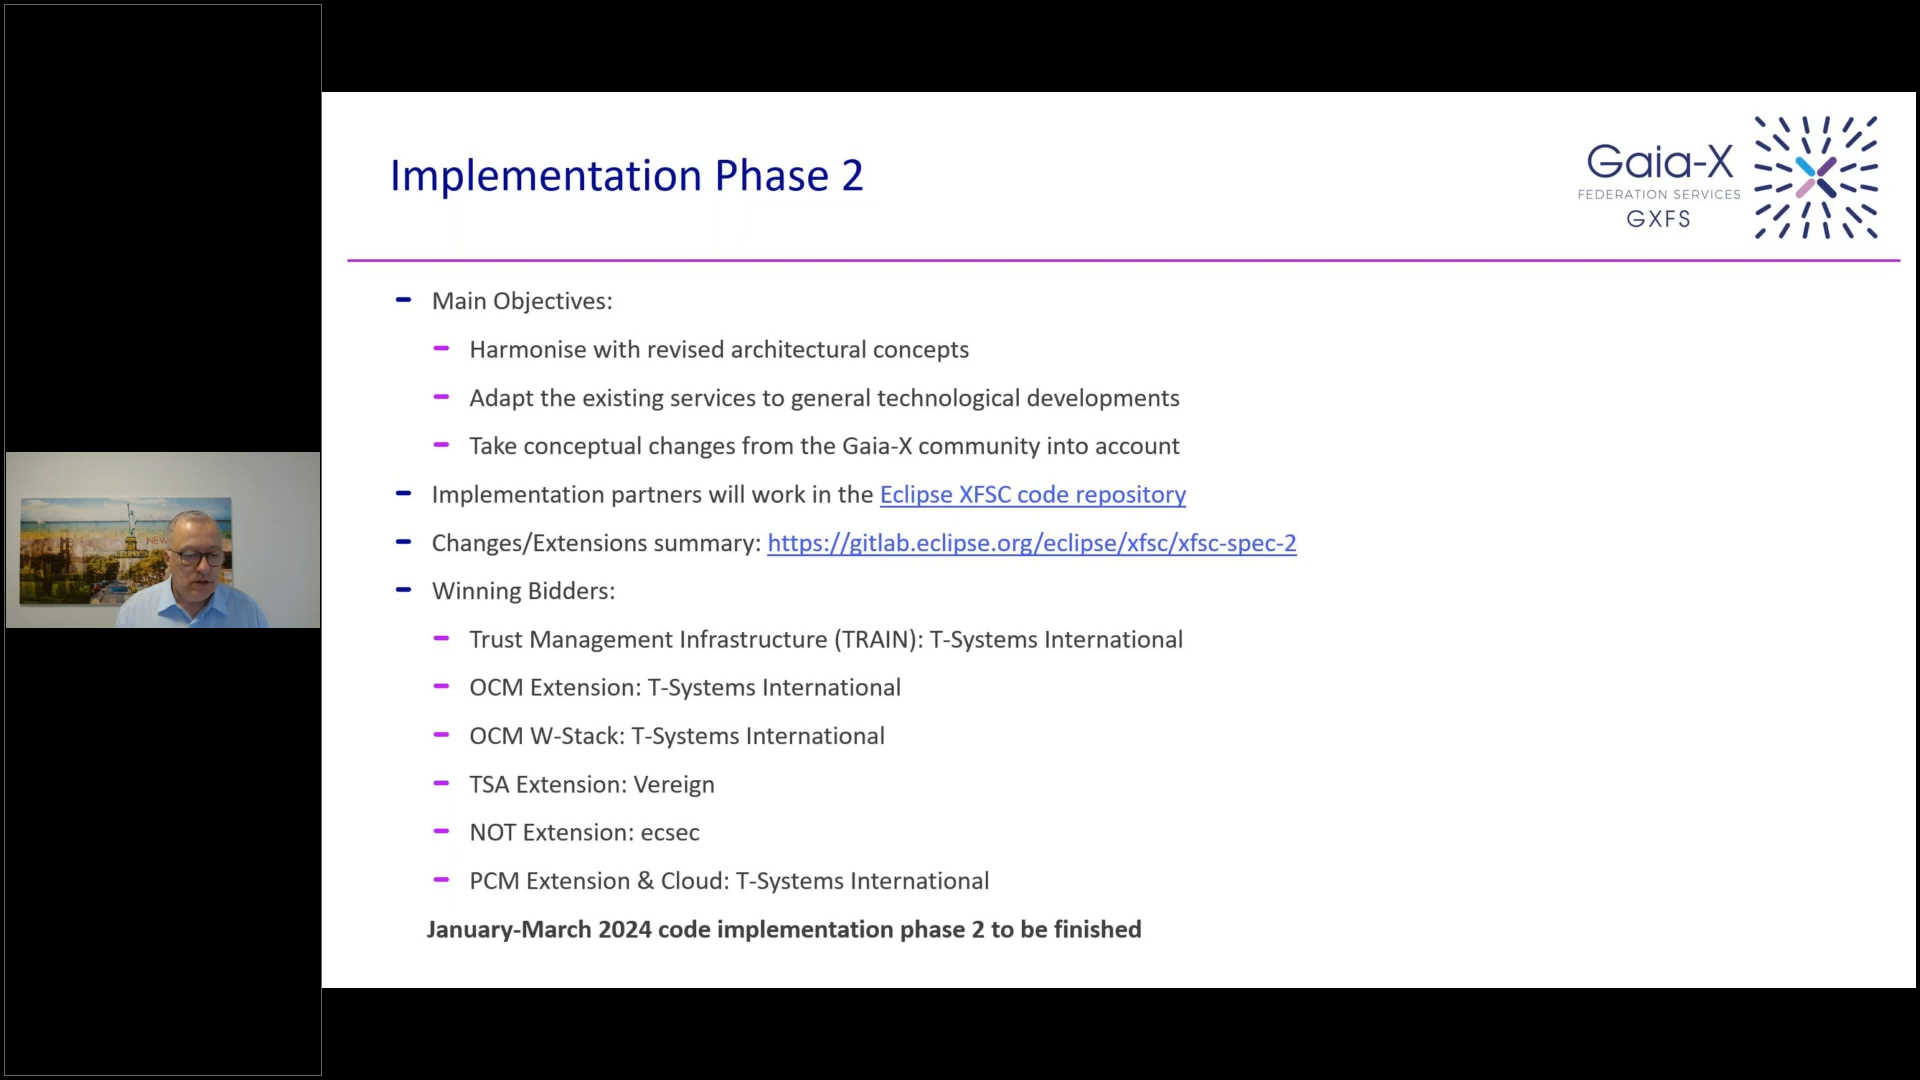 Implementation Phase 2
Gaia-X
FEDERATION SERVICES
GXFS
Main Objectives:
Harmonise with revised architectural concepts
Adapt the existing services to general technological developments
Take conceptual changes from the Gaia-X community into account
Implementation partners will work in the Eclipse XFSC code repository
Changes/Extensions summary: https://gitlab.eclipse.org/eclipse/xfsc/xfsc-spec-2
Winning Bidders:
Trust Management Infrastructure (TRAIN): T-Systems International
OCM Extension: T-Systems International
OCM W-Stack: T-Systems International
TSA Extension: Vereign
NOT Extension: ecsec
PCM Extension & Cloud: T-Systems International
January-March 2024 code implementation phase 2 to be finished